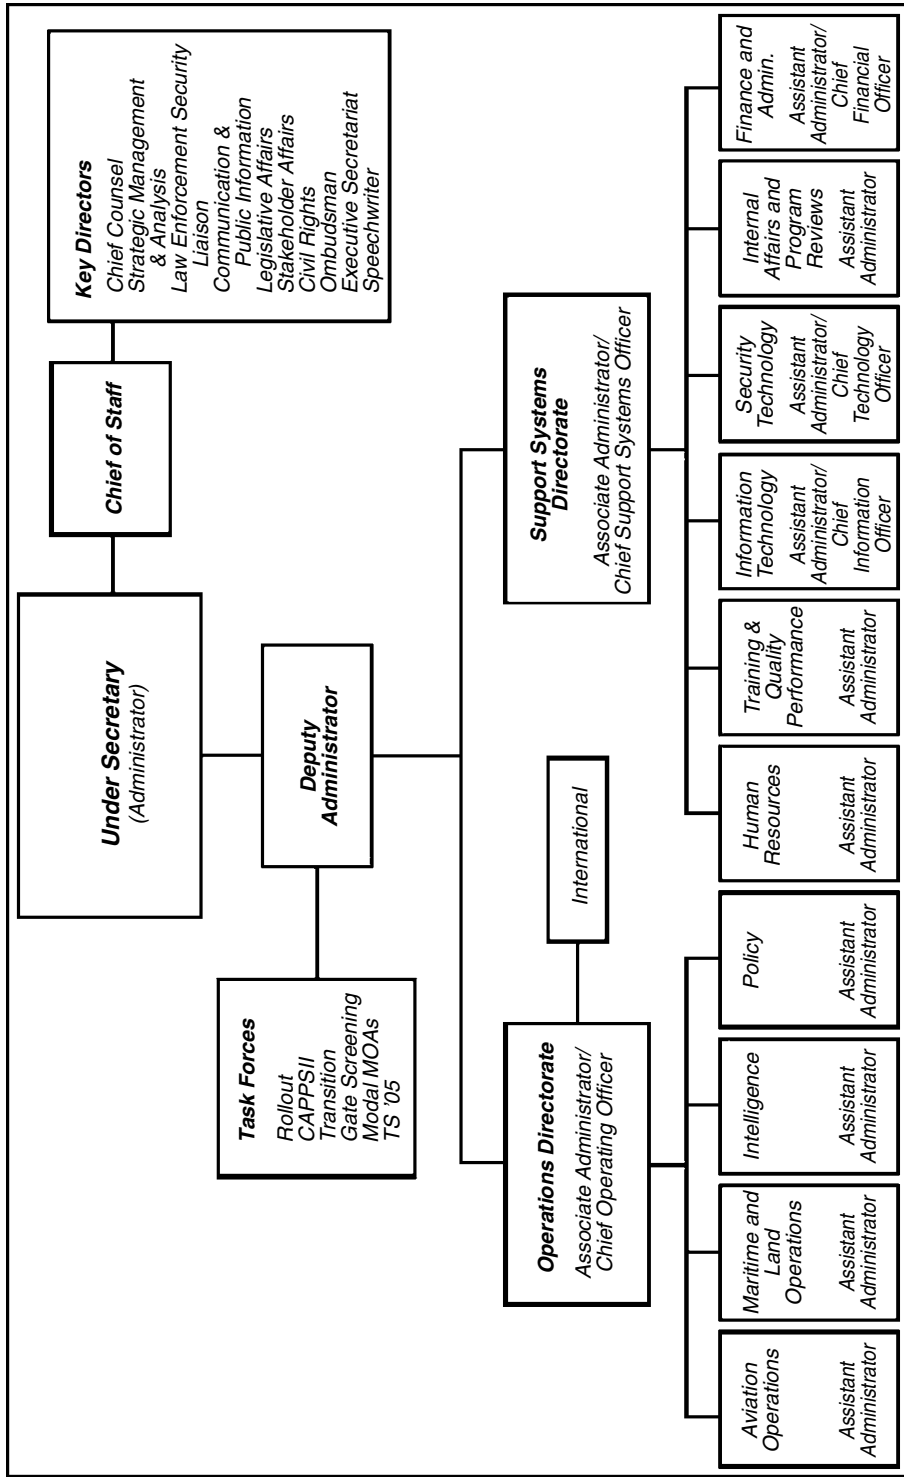 Under Secretary
(Administrator)
Chief of Staff
Key Directors
Chief Counsel
Strategic Management
& Analysis
Law Enforcement Security
Liaison
Communication &
Public Information
Legislative Affairs
Stakeholder Affairs
Civil Rights
Ombudsman
Executive Secretariat
Speechwriter
Deputy
Administrator
Task Forces
Rollout
CAPPSII
Transition
Gate Screening
Modal MOAs
TS '05
Operations Directorate
Associate Administrator/
Chief Operating Officer
International
Support Systems
Directorate
Associate Administrator/
Chief Support Systems Officer
Aviation
Operations
Assistant
Administrator
Maritime and
Land
Operations
Assistant
Administrator
Intelligence
Assistant
Administrator
Policy
Assistant
Administrator
Human
Resources
Assistant
Administrator
Training &
Quality
Performance
Assistant
Administrator
Information
Technology
Assistant
Administrator/
Chief
Information
Officer
Security
Technology
Assistant
Administrator/
Chief
Technology
Officer
Internal
Affairs and
Program
Reviews
Assistant
Administrator
Finance and
Admin.
Assistant
Administrator/
Chief
Financial
Officer